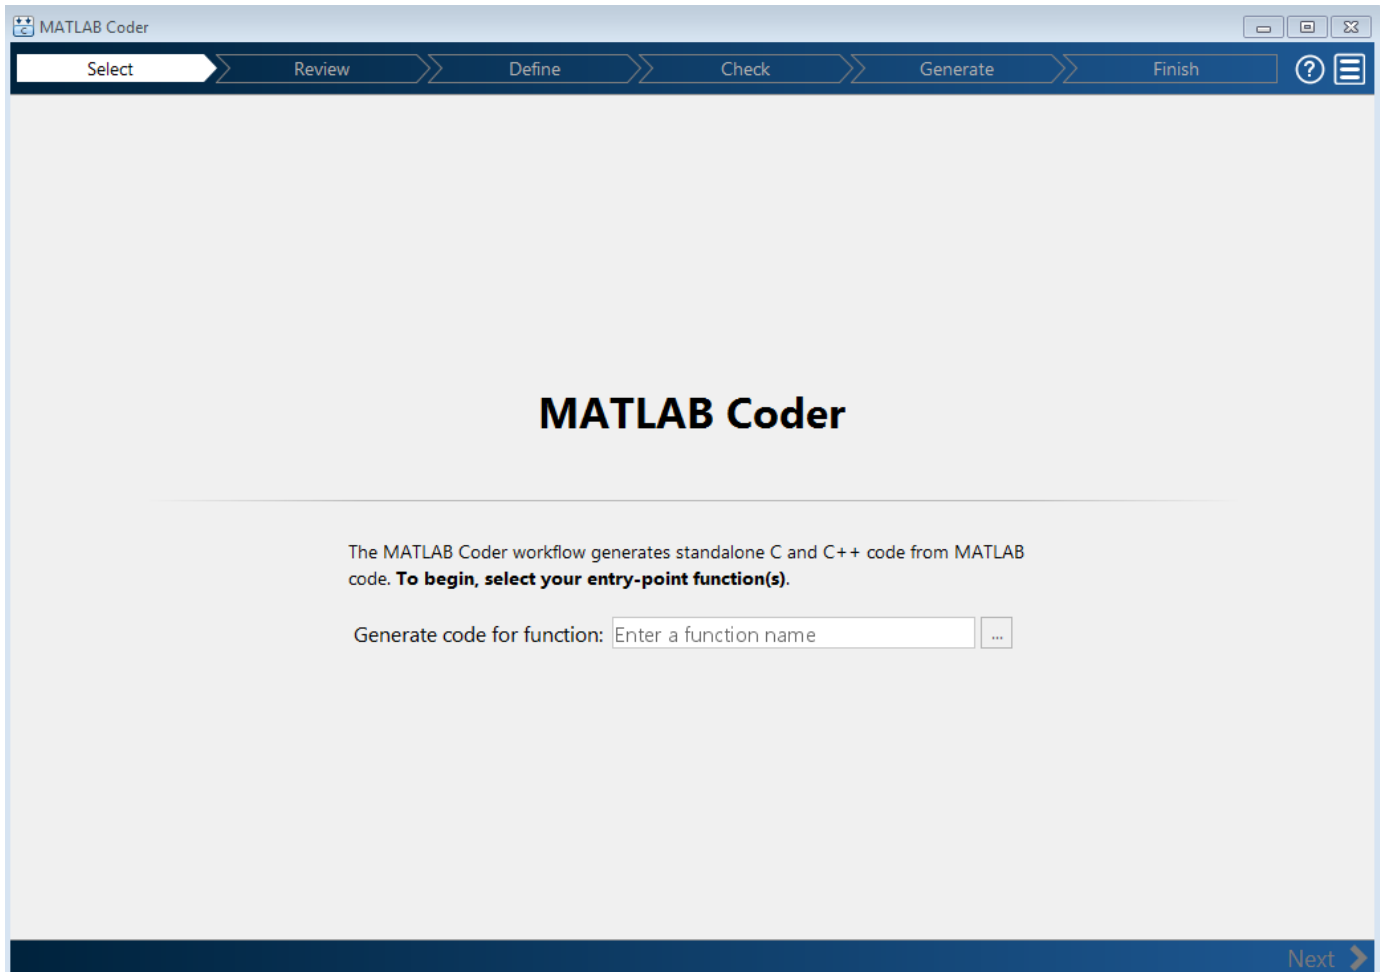 MATLAB Coder
Select Review Define Check Generate Finish ?
MATLAB Coder
The MATLAB Coder workflow generates standalone C and C++ code from MATLAB
code. To begin, select your entry-point function(s).
Generate code for function: Enter a function name ...
Next